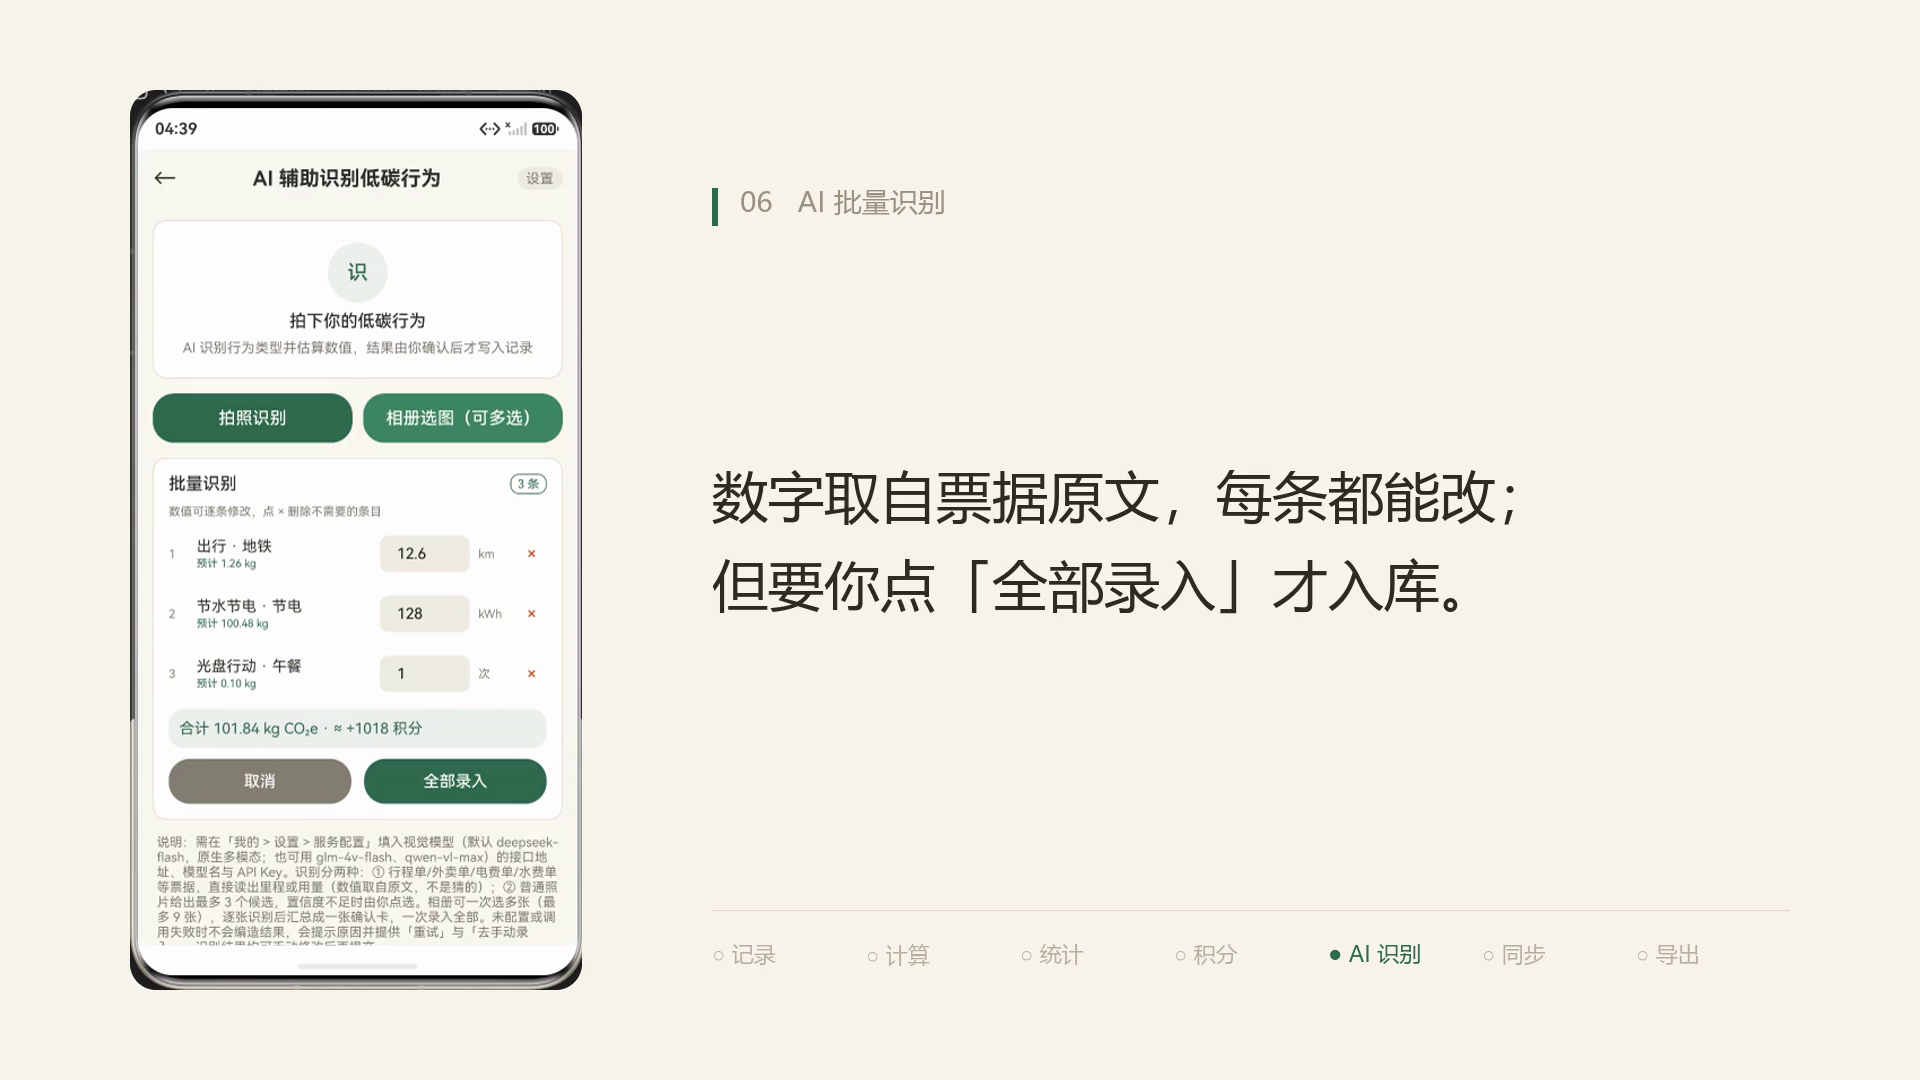 04:39
100
← AI 辅助识别低碳行为 设置
识
拍下你的低碳行为
AI 识别行为类型并估算数值，结果由你确认后才写入记录
拍照识别 相册选图（可多选）
批量识别 3 条
数值可逐条修改，点 × 删除不需要的条目
1 出行 · 地铁 12.6 km ×
预计 1.26 kg
2 节水节电 · 节电 128 kWh ×
预计 100.48 kg
3 光盘行动 · 午餐 1 次 ×
预计 0.10 kg
合计 101.84 kg CO₂e · ≈ +1018 积分
取消 全部录入
说明：需在「我的 > 设置 > 服务配置」填入视觉模型（默认 deepseek-
flash，原生多模态；也可用 glm-4v-flash、qwen-vl-max）的接口地
址、模型名与 API Key。识别分两种：① 行程单/外卖单/电费单/水费单
等票据，直接读出里程或用量（数值取自原文，不是猜的）；② 普通照
片给出最多 3 个候选，置信度不足时由你点选。相册可一次选多张（最
多 9 张），逐张识别后汇总成一张确认卡，一次录入全部。未配置或调
用失败时不会编造结果，会提示原因并提供「重试」与「去手动录
06 AI 批量识别
数字取自票据原文，每条都能改；
但要你点「全部录入」才入库。
○ 记录 ○ 计算 ○ 统计 ○ 积分 ● AI 识别 ○ 同步 ○ 导出